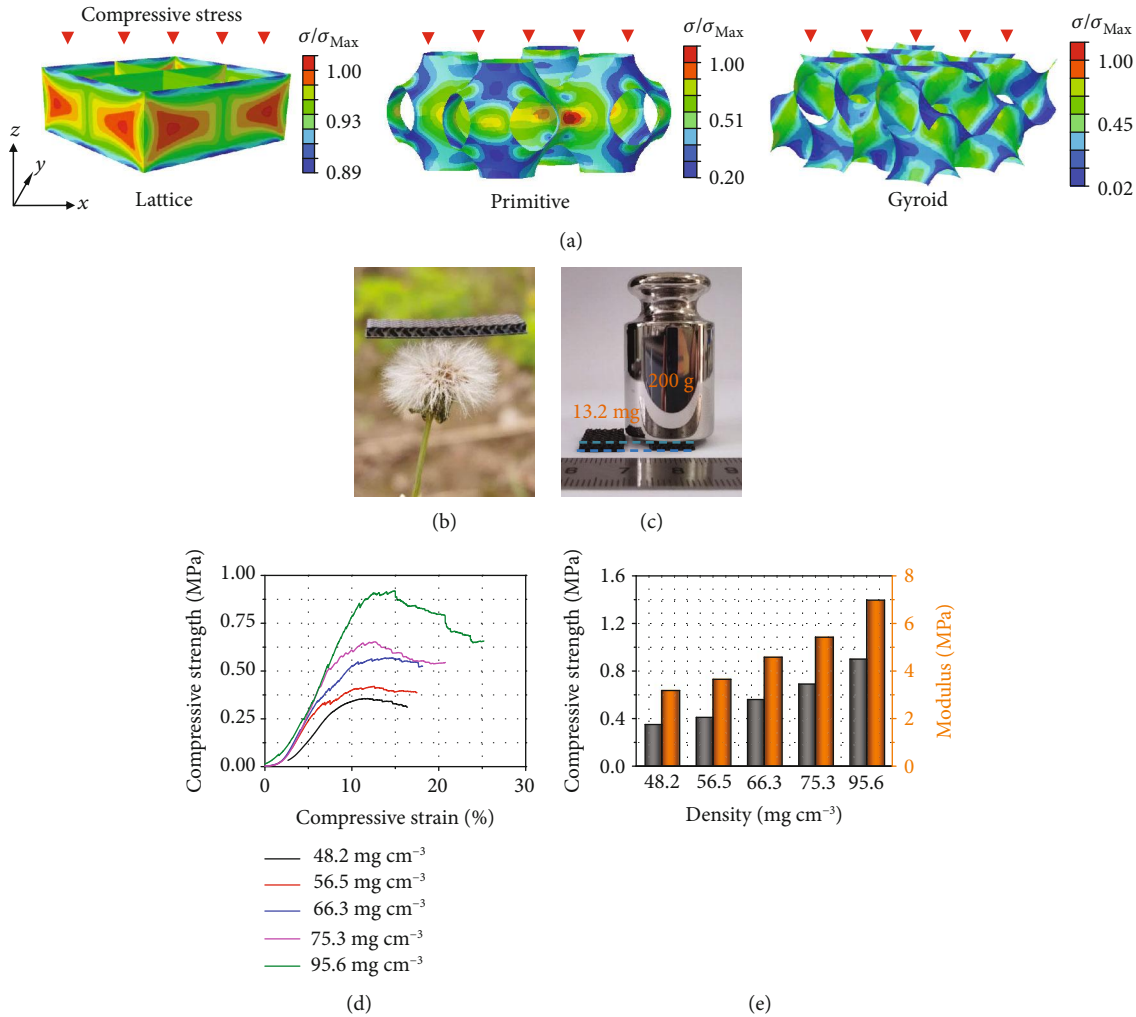 Compressive stress
σ/σMax
1.00
0.93
0.89
z
y
x
Lattice
σ/σMax
1.00
0.51
0.20
Primitive
σ/σMax
1.00
0.45
0.02
Gyroid
(a)
200 g
13.2 mg
6 7 8 9
(b)
(c)
Compressive strength (MPa)
1.00
0.75
0.50
0.25
0.00
0 10 20 30
Compressive strain (%)
48.2 mg cm⁻³
56.5 mg cm⁻³
66.3 mg cm⁻³
75.3 mg cm⁻³
95.6 mg cm⁻³
(d)
Compressive strength (MPa)
1.6
1.2
0.8
0.4
0.0
8
6
4
2
0
Modulus (MPa)
48.2 56.5 66.3 75.3 95.6
Density (mg cm⁻³)
(e)